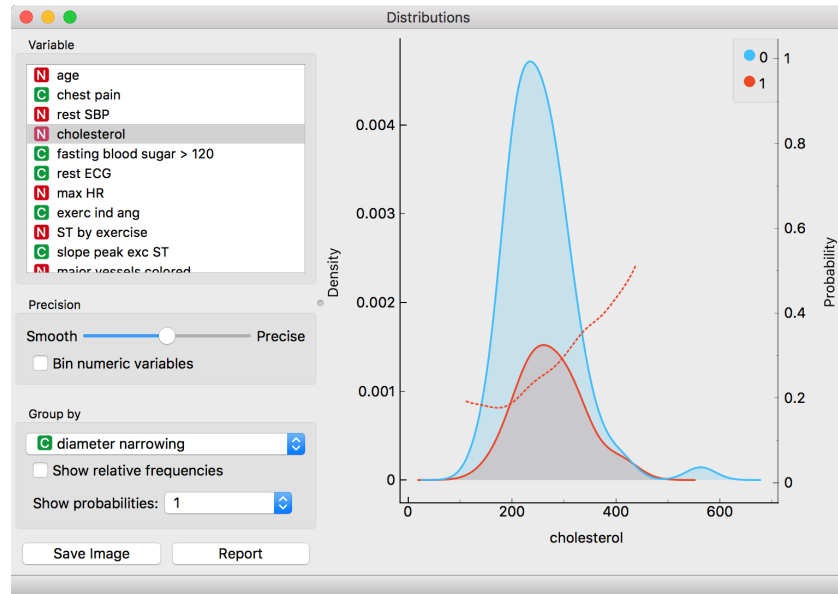 Distributions
Variable
N age
C chest pain
N rest SBP
N cholesterol
C fasting blood sugar > 120
C rest ECG
N max HR
C exerc ind ang
N ST by exercise
C slope peak exc ST
N major vessels colored
Precision
Smooth Precise
Bin numeric variables
Group by
C diameter narrowing
Show relative frequencies
Show probabilities: 1
Save Image Report
0
1
Density
0.004
0.003
0.002
0.001
0
0 200 400 600
cholesterol
1
0.8
0.6
0.4
0.2
0
Probability